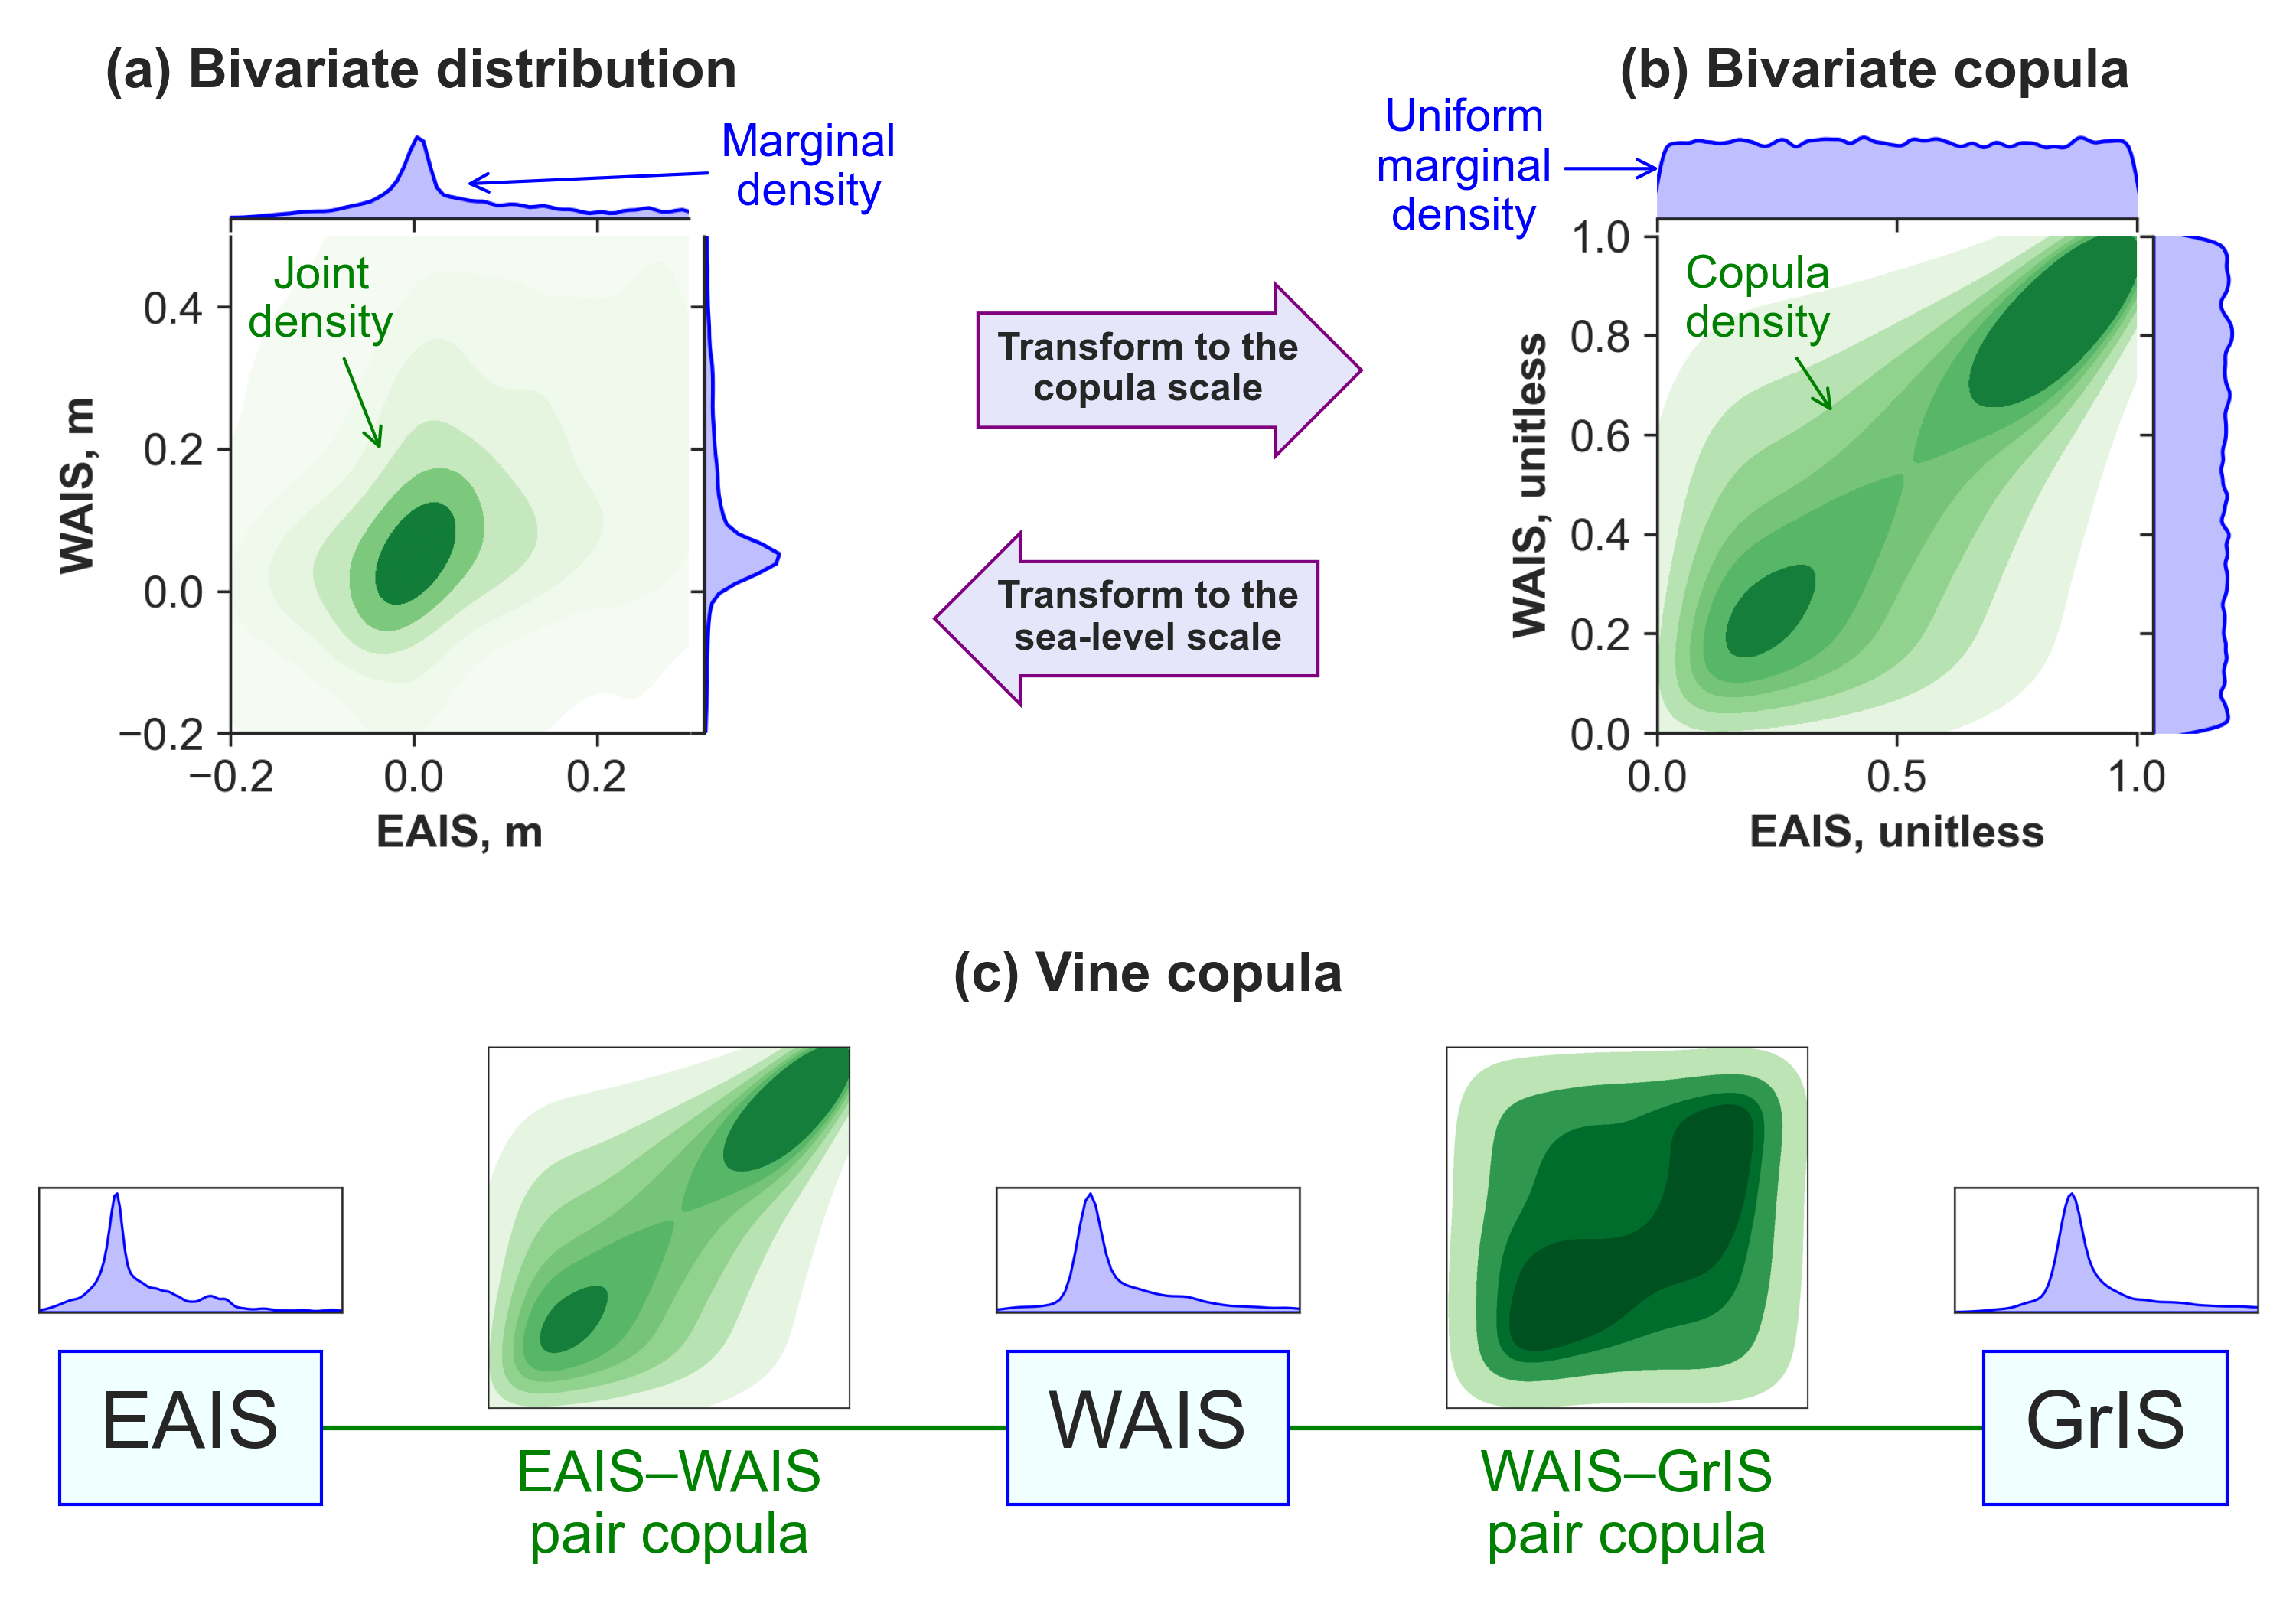 (a) Bivariate distribution
Marginal
density
Joint
density
0.4
0.2
0.0
−0.2
WAIS, m
−0.2
0.0
0.2
EAIS, m
Transform to the
copula scale
Transform to the
sea-level scale
(b) Bivariate copula
Uniform
marginal
density
Copula
density
1.0
0.8
0.6
0.4
0.2
0.0
WAIS, unitless
0.0
0.5
1.0
EAIS, unitless
(c) Vine copula
EAIS
EAIS–WAIS
pair copula
WAIS
WAIS–GrIS
pair copula
GrIS